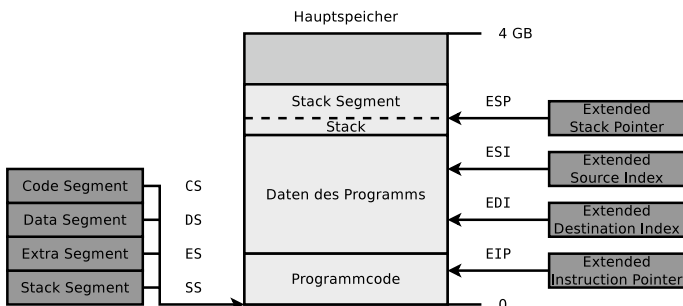 Hauptspeicher
4 GB
Stack Segment
Stack
ESP
Extended
Stack Pointer
ESI
Extended
Source Index
Daten des Programms
EDI
Extended
Destination Index
EIP
Extended
Instruction Pointer
Programmcode
0
Code Segment
CS
Data Segment
DS
Extra Segment
ES
Stack Segment
SS